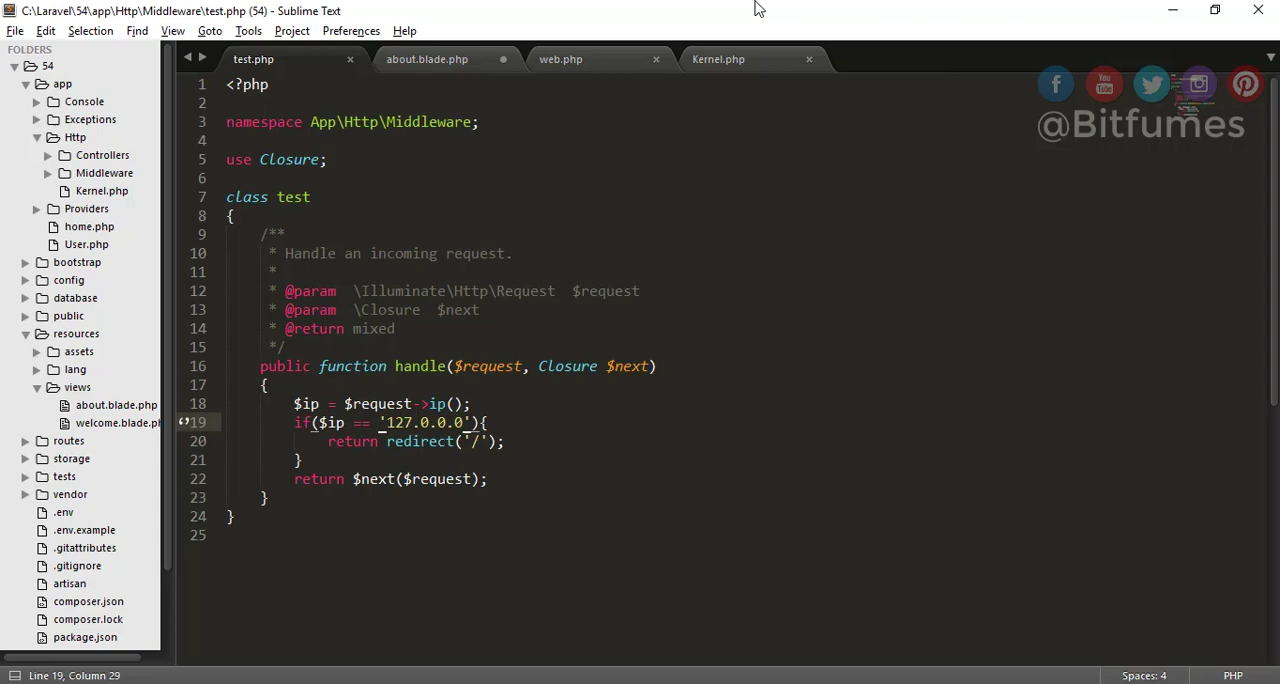 C:\Laravel\54\app\Http\Middleware\test.php (54) - Sublime Text
File Edit Selection Find View Goto Tools Project Preferences Help
FOLDERS
54
app
Console
Exceptions
Http
Controllers
Middleware
Kernel.php
Providers
home.php
User.php
bootstrap
config
database
public
resources
assets
lang
views
about.blade.php
welcome.blade.ph
routes
storage
tests
vendor
.env
.env.example
.gitattributes
.gitignore
artisan
composer.json
composer.lock
package.json
test.php about.blade.php web.php Kernel.php
You
Tube
@Bitfumes
1 <?php
2
3 namespace App\Http\Middleware;
4
5 use Closure;
6
7 class test
8 {
9 /**
10 * Handle an incoming request.
11 *
12 * @param \Illuminate\Http\Request $request
13 * @param \Closure $next
14 * @return mixed
15 */
16 public function handle($request, Closure $next)
17 {
18 $ip = $request->ip();
19 if($ip == '127.0.0.0'){
20 return redirect('/');
21 }
22 return $next($request);
23 }
24 }
25
Line 19, Column 29
Spaces: 4
PHP